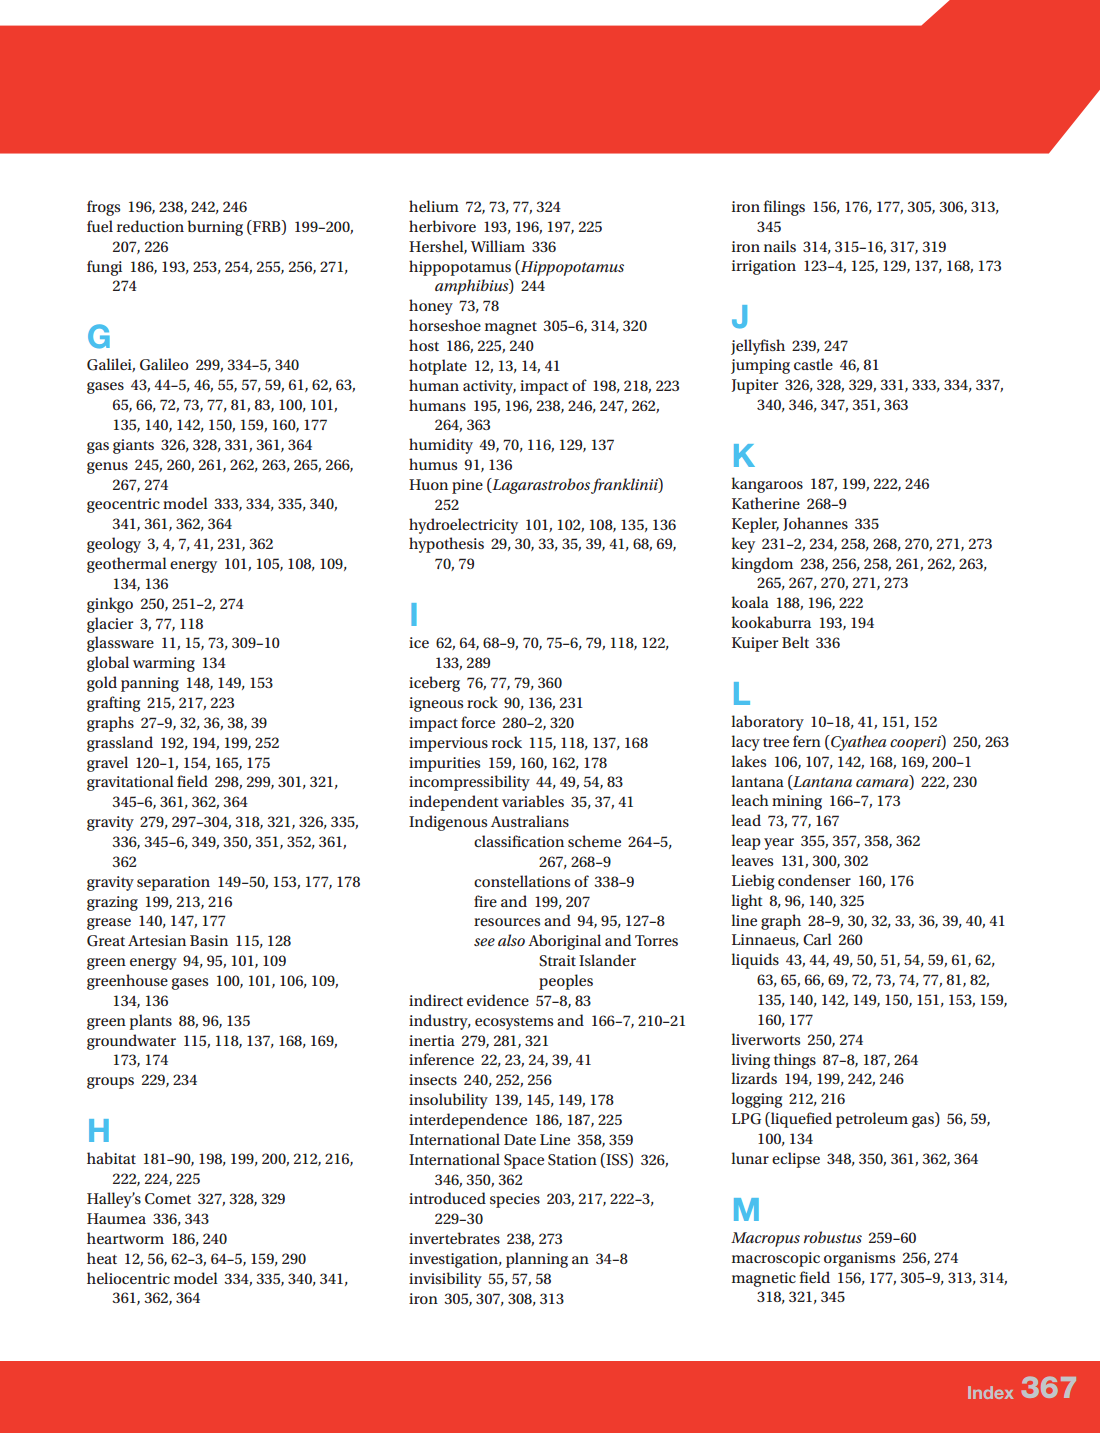 frogs 196, 238, 242, 246
fuel reduction burning (FRB) 199–200,
207, 226
fungi 186, 193, 253, 254, 255, 256, 271,
274
G
Galilei, Galileo 299, 334–5, 340
gases 43, 44–5, 46, 55, 57, 59, 61, 62, 63,
65, 66, 72, 73, 77, 81, 83, 100, 101,
135, 140, 142, 150, 159, 160, 177
gas giants 326, 328, 331, 361, 364
genus 245, 260, 261, 262, 263, 265, 266,
267, 274
geocentric model 333, 334, 335, 340,
341, 361, 362, 364
geology 3, 4, 7, 41, 231, 362
geothermal energy 101, 105, 108, 109,
134, 136
ginkgo 250, 251–2, 274
glacier 3, 77, 118
glassware 11, 15, 73, 309–10
global warming 134
gold panning 148, 149, 153
grafting 215, 217, 223
graphs 27–9, 32, 36, 38, 39
grassland 192, 194, 199, 252
gravel 120–1, 154, 165, 175
gravitational field 298, 299, 301, 321,
345–6, 361, 362, 364
gravity 279, 297–304, 318, 321, 326, 335,
336, 345–6, 349, 350, 351, 352, 361,
362
gravity separation 149–50, 153, 177, 178
grazing 199, 213, 216
grease 140, 147, 177
Great Artesian Basin 115, 128
green energy 94, 95, 101, 109
greenhouse gases 100, 101, 106, 109,
134, 136
green plants 88, 96, 135
groundwater 115, 118, 137, 168, 169,
173, 174
groups 229, 234
H
habitat 181–90, 198, 199, 200, 212, 216,
222, 224, 225
Halley's Comet 327, 328, 329
Haumea 336, 343
heartworm 186, 240
heat 12, 56, 62–3, 64–5, 159, 290
heliocentric model 334, 335, 340, 341,
361, 362, 364
helium 72, 73, 77, 324
herbivore 193, 196, 197, 225
Hershel, William 336
hippopotamus (Hippopotamus
amphibius) 244
honey 73, 78
horseshoe magnet 305–6, 314, 320
host 186, 225, 240
hotplate 12, 13, 14, 41
human activity, impact of 198, 218, 223
humans 195, 196, 238, 246, 247, 262,
264, 363
humidity 49, 70, 116, 129, 137
humus 91, 136
Huon pine (Lagarastrobos franklinii)
252
hydroelectricity 101, 102, 108, 135, 136
hypothesis 29, 30, 33, 35, 39, 41, 68, 69,
70, 79
I
ice 62, 64, 68–9, 70, 75–6, 79, 118, 122,
133, 289
iceberg 76, 77, 79, 360
igneous rock 90, 136, 231
impact force 280–2, 320
impervious rock 115, 118, 137, 168
impurities 159, 160, 162, 178
incompressibility 44, 49, 54, 83
independent variables 35, 37, 41
Indigenous Australians
classification scheme 264–5,
267, 268–9
constellations of 338–9
fire and 199, 207
resources and 94, 95, 127–8
see also Aboriginal and Torres
Strait Islander
peoples
indirect evidence 57–8, 83
industry, ecosystems and 166–7, 210–21
inertia 279, 281, 321
inference 22, 23, 24, 39, 41
insects 240, 252, 256
insolubility 139, 145, 149, 178
interdependence 186, 187, 225
International Date Line 358, 359
International Space Station (ISS) 326,
346, 350, 362
introduced species 203, 217, 222–3,
229–30
invertebrates 238, 273
investigation, planning an 34–8
invisibility 55, 57, 58
iron 305, 307, 308, 313
iron filings 156, 176, 177, 305, 306, 313,
345
iron nails 314, 315–16, 317, 319
irrigation 123–4, 125, 129, 137, 168, 173
J
jellyfish 239, 247
jumping castle 46, 81
Jupiter 326, 328, 329, 331, 333, 334, 337,
340, 346, 347, 351, 363
K
kangaroos 187, 199, 222, 246
Katherine 268–9
Kepler, Johannes 335
key 231–2, 234, 258, 268, 270, 271, 273
kingdom 238, 256, 258, 261, 262, 263,
265, 267, 270, 271, 273
koala 188, 196, 222
kookaburra 193, 194
Kuiper Belt 336
L
laboratory 10–18, 41, 151, 152
lacy tree fern (Cyathea cooperi) 250, 263
lakes 106, 107, 142, 168, 169, 200–1
lantana (Lantana camara) 222, 230
leach mining 166–7, 173
lead 73, 77, 167
leap year 355, 357, 358, 362
leaves 131, 300, 302
Liebig condenser 160, 176
light 8, 96, 140, 325
line graph 28–9, 30, 32, 33, 36, 39, 40, 41
Linnaeus, Carl 260
liquids 43, 44, 49, 50, 51, 54, 59, 61, 62,
63, 65, 66, 69, 72, 73, 74, 77, 81, 82,
135, 140, 142, 149, 150, 151, 153, 159,
160, 177
liverworts 250, 274
living things 87–8, 187, 264
lizards 194, 199, 242, 246
logging 212, 216
LPG (liquefied petroleum gas) 56, 59,
100, 134
lunar eclipse 348, 350, 361, 362, 364
M
Macropus robustus 259–60
macroscopic organisms 256, 274
magnetic field 156, 177, 305–9, 313, 314,
318, 321, 345
Index 367